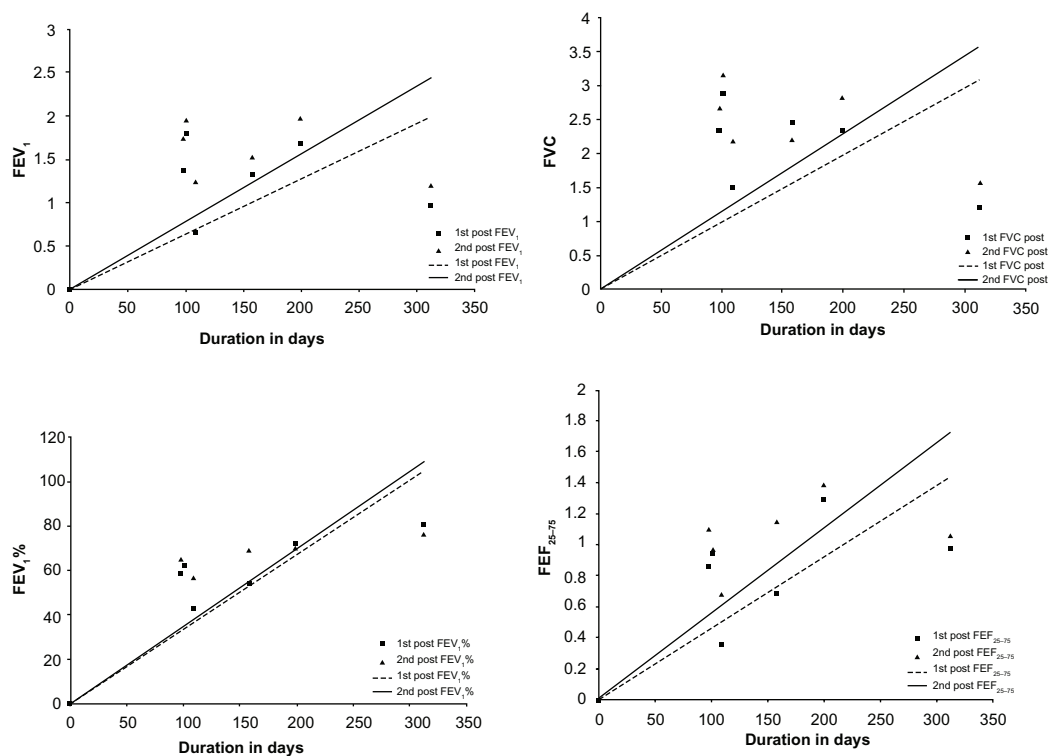 3
2.5
2
1.5
1
0.5
0
FEV₁
0 50 100 150 200 250 300 350
Duration in days
1st post FEV₁
2nd post FEV₁
1st post FEV₁
2nd post FEV₁
4
3.5
3
2.5
2
1.5
1
0.5
0
FVC
0 50 100 150 200 250 300 350
Duration in days
1st FVC post
2nd FVC post
1st FVC post
2nd FVC post
120
100
80
60
40
20
0
FEV₁%
0 50 100 150 200 250 300 350
Duration in days
1st post FEV₁%
2nd post FEV₁%
1st post FEV₁%
2nd post FEV₁%
2
1.8
1.6
1.4
1.2
1
0.8
0.6
0.4
0.2
0
FEF₂₅₋₇₅
0 50 100 150 200 250 300 350
Duration in days
1st post FEF₂₅₋₇₅
2nd post FEF₂₅₋₇₅
1st post FEF₂₅₋₇₅
2nd post FEF₂₅₋₇₅